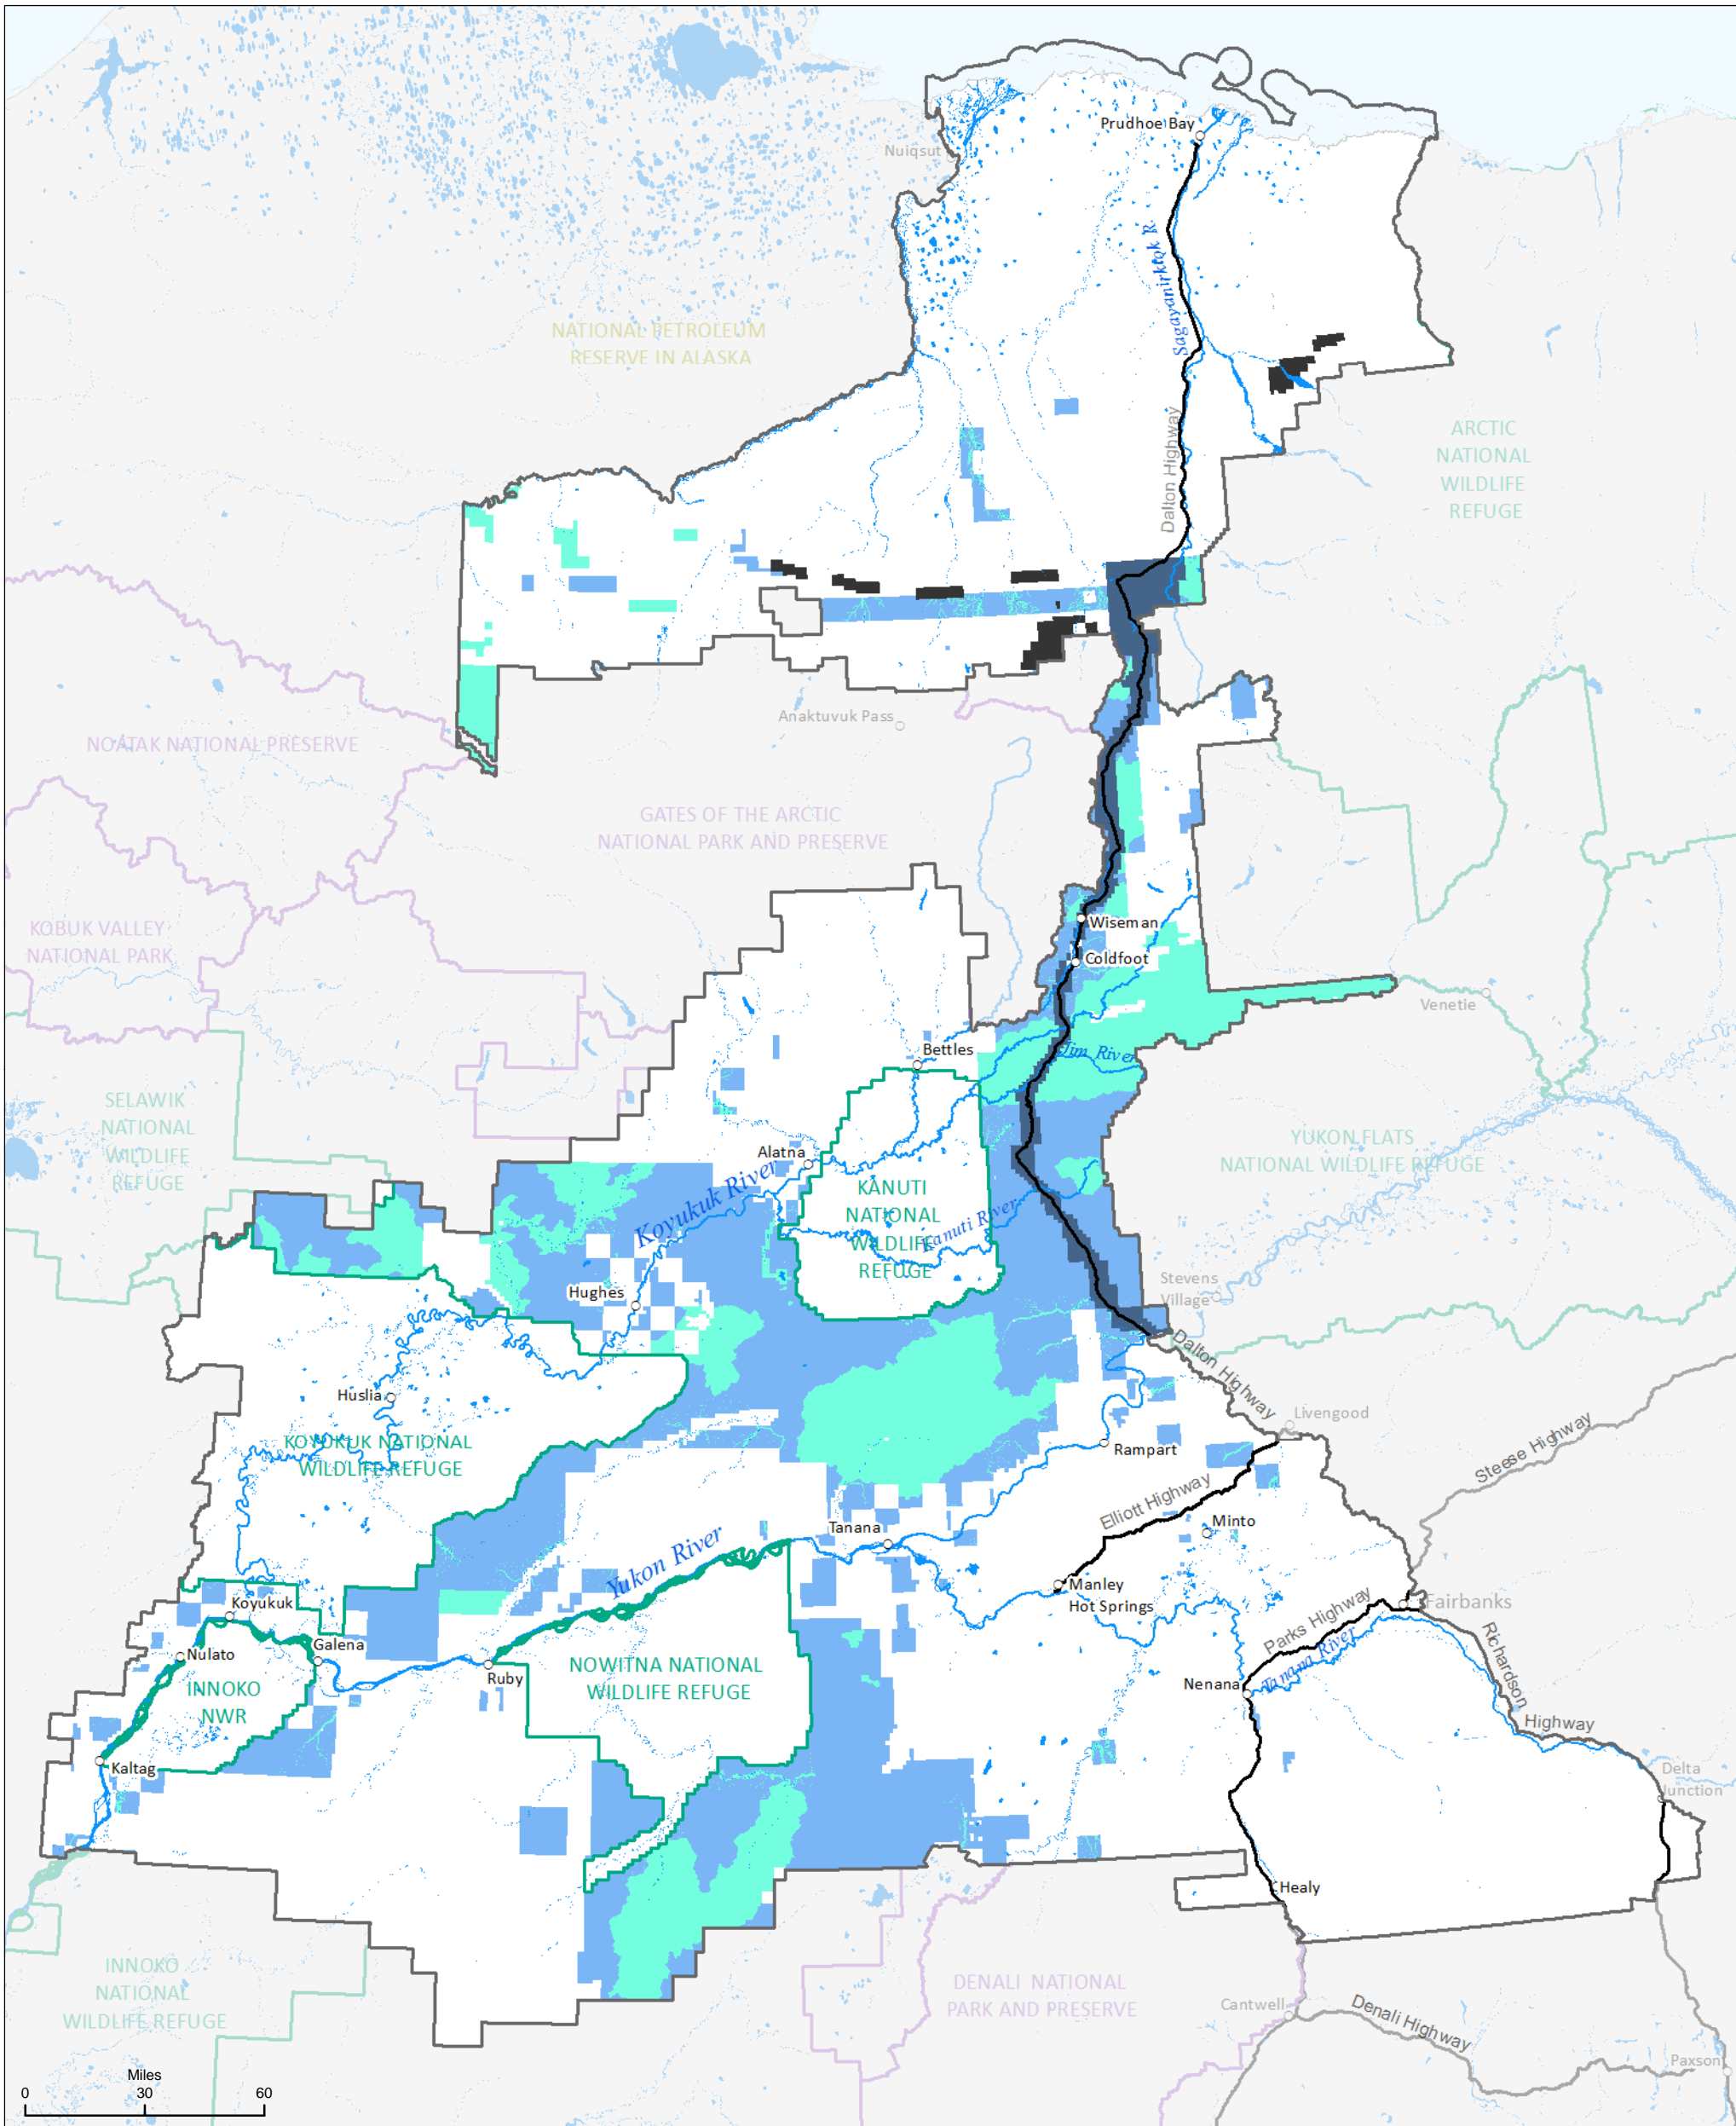 Prudhoe Bay
Nuiqsut
Sagavanirktok R.
NATIONAL PETROLEUM
RESERVE IN ALASKA
Dalton Highway
ARCTIC
NATIONAL
WILDLIFE
REFUGE
Anaktuvuk Pass
NOATAK NATIONAL PRESERVE
GATES OF THE ARCTIC
NATIONAL PARK AND PRESERVE
KOBUK VALLEY
NATIONAL PARK
Wiseman
Coldfoot
Venetie
Bettles
Jim River
SELAWIK
NATIONAL
WILDLIFE
REFUGE
YUKON FLATS
NATIONAL WILDLIFE REFUGE
Alatna
Koyukuk River
KANUTI
NATIONAL
WILDLIFE
REFUGE
Kanuti River
Hughes
Stevens
Village
Dalton Highway
Huslia
Livengood
KOYUKUK NATIONAL
WILDLIFE REFUGE
Rampart
Steese Highway
Elliott Highway
Minto
Tanana
Yukon River
Manley
Hot Springs
Koyukuk
Parks Highway
Fairbanks
Nulato
Galena
Ruby
NOWITNA NATIONAL
WILDLIFE REFUGE
Tanana River
Richardson
Highway
INNOKO
NWR
Nenana
Kaltag
Delta
Junction
Healy
INNOKO
NATIONAL
WILDLIFE REFUGE
DENALI NATIONAL
PARK AND PRESERVE
Cantwell
Denali Highway
Paxson
Miles
0 30 60